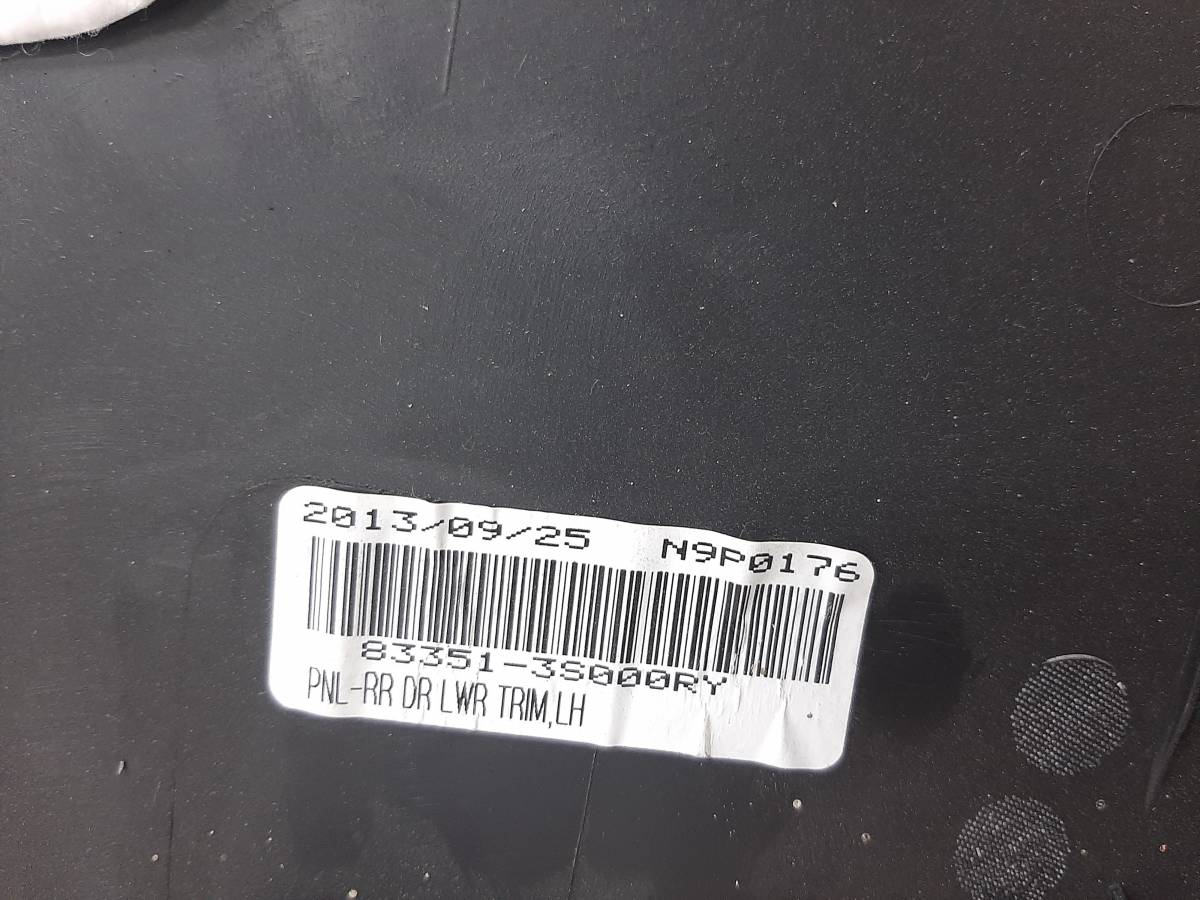 2013/09/25 N9P0176
83351-3S000RY
PNL-RR DR LWR TRIM,LH